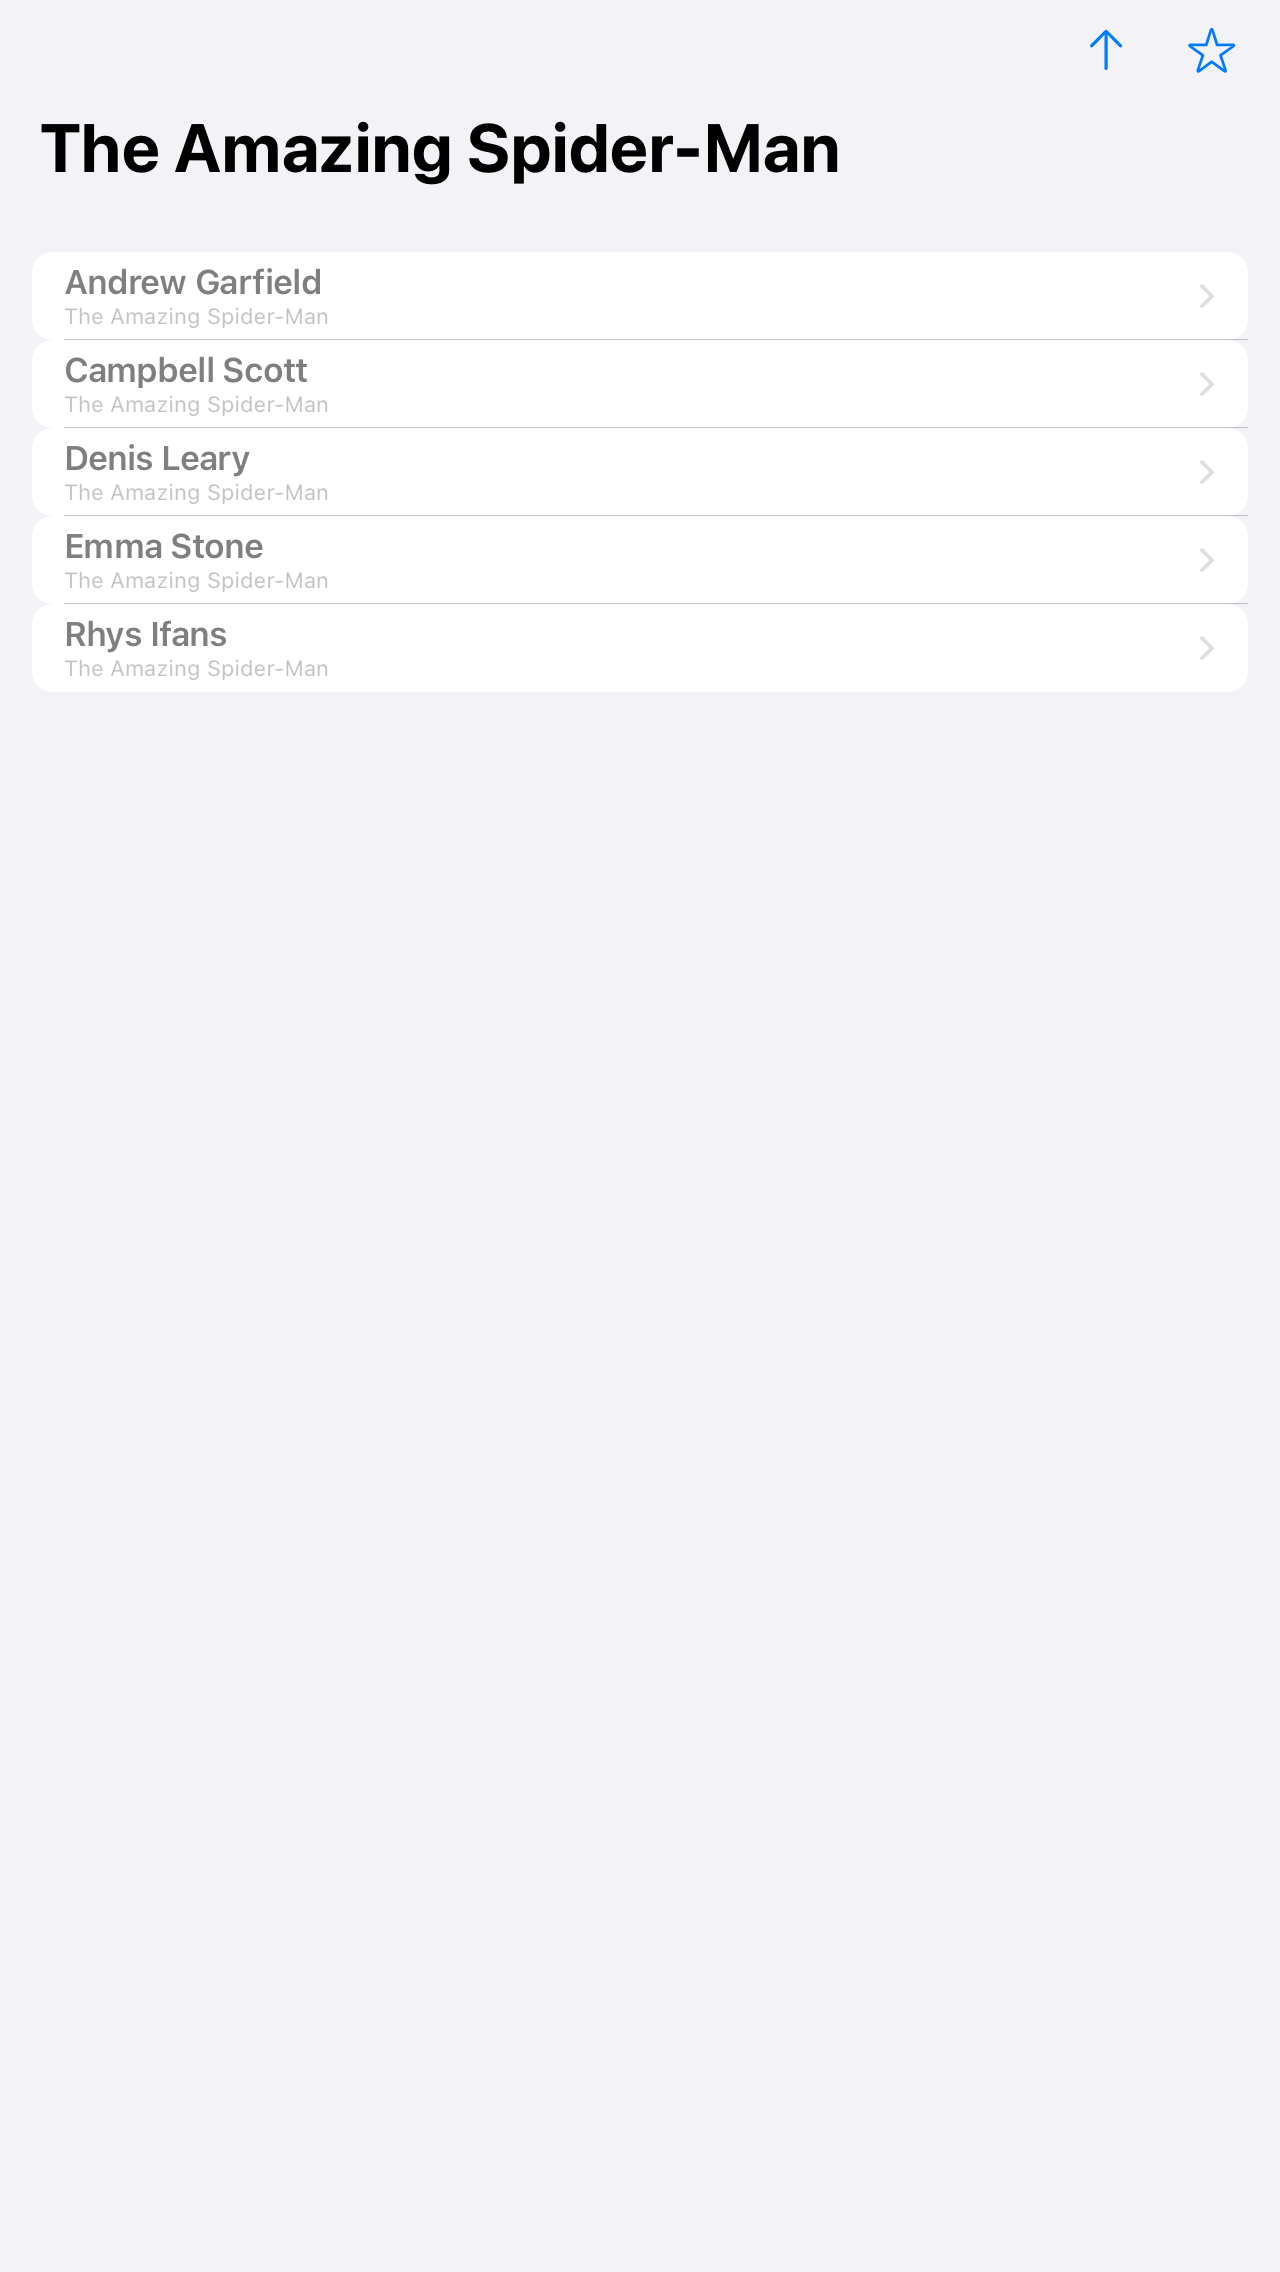 The Amazing Spider-Man
Andrew Garfield
The Amazing Spider-Man
Campbell Scott
The Amazing Spider-Man
Denis Leary
The Amazing Spider-Man
Emma Stone
The Amazing Spider-Man
Rhys Ifans
The Amazing Spider-Man